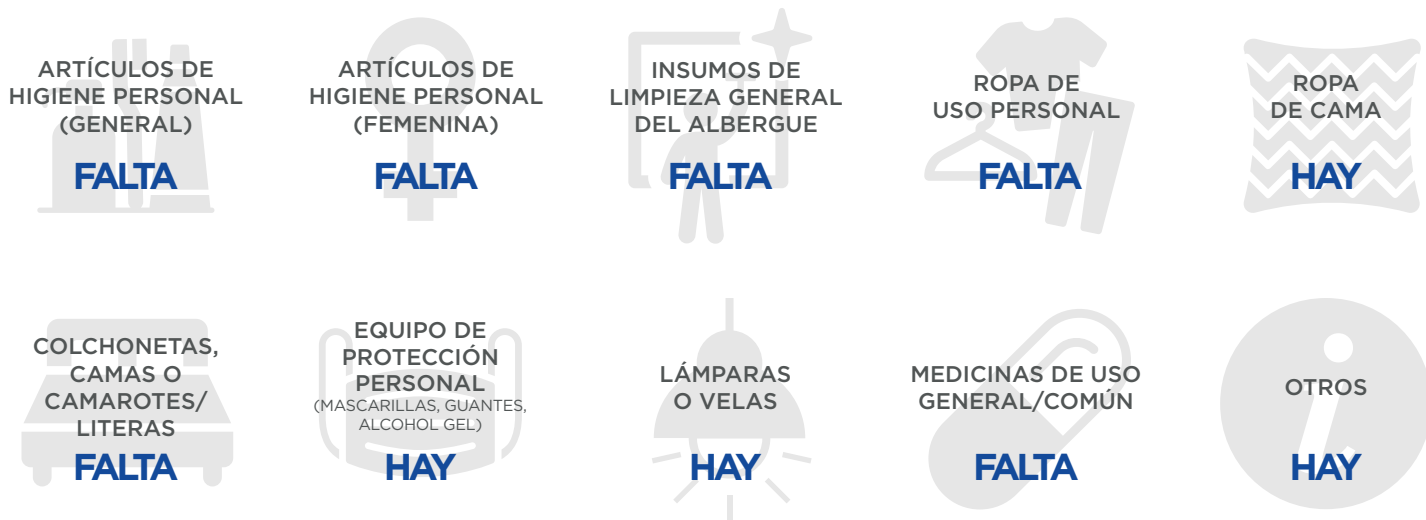 ARTÍCULOS DE
HIGIENE PERSONAL
(GENERAL)
FALTA
ARTÍCULOS DE
HIGIENE PERSONAL
(FEMENINA)
FALTA
INSUMOS DE
LIMPIEZA GENERAL
DEL ALBERGUE
FALTA
ROPA DE
USO PERSONAL
FALTA
ROPA
DE CAMA
HAY
COLCHONETAS,
CAMAS O
CAMAROTES/
LITERAS
FALTA
EQUIPO DE
PROTECCIÓN
PERSONAL
(MASCARILLAS, GUANTES,
ALCOHOL GEL)
HAY
LÁMPARAS
O VELAS
HAY
MEDICINAS DE USO
GENERAL/COMÚN
FALTA
OTROS
HAY